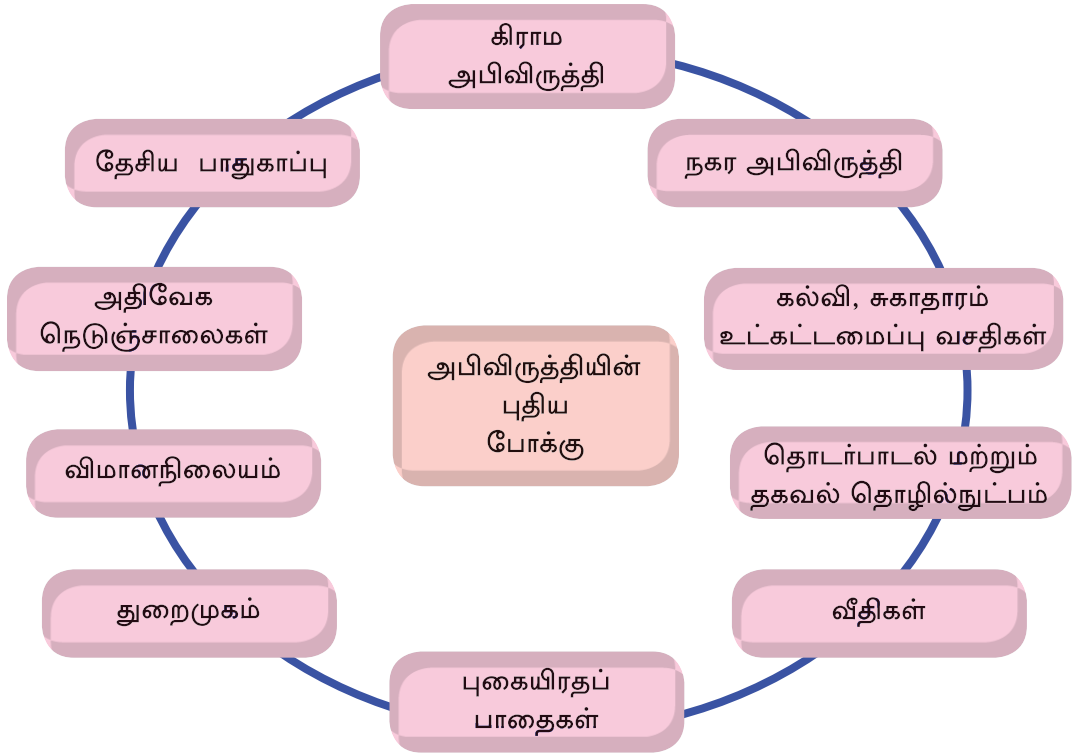 கிராம
அபிவிருத்தி
தேசிய பாதுகாப்பு
நகர அபிவிருத்தி
அதிவேக
நெடுஞ்சாலைகள்
கல்வி, சுகாதாரம்
உட்கட்டமைப்பு வசதிகள்
அபிவிருத்தியின்
புதிய
போக்கு
விமானநிலையம்
தொடர்பாடல் மற்றும்
தகவல் தொழில்நுட்பம்
துறைமுகம்
வீதிகள்
புகையிரதப்
பாதைகள்